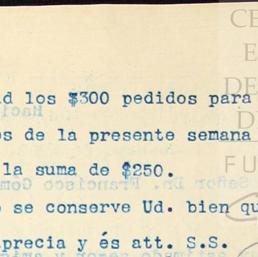 d los $300 pedidos para
s de la presente semana
la suma de $250.
se conserve Ud. bien qu
precia y és att. S.S.